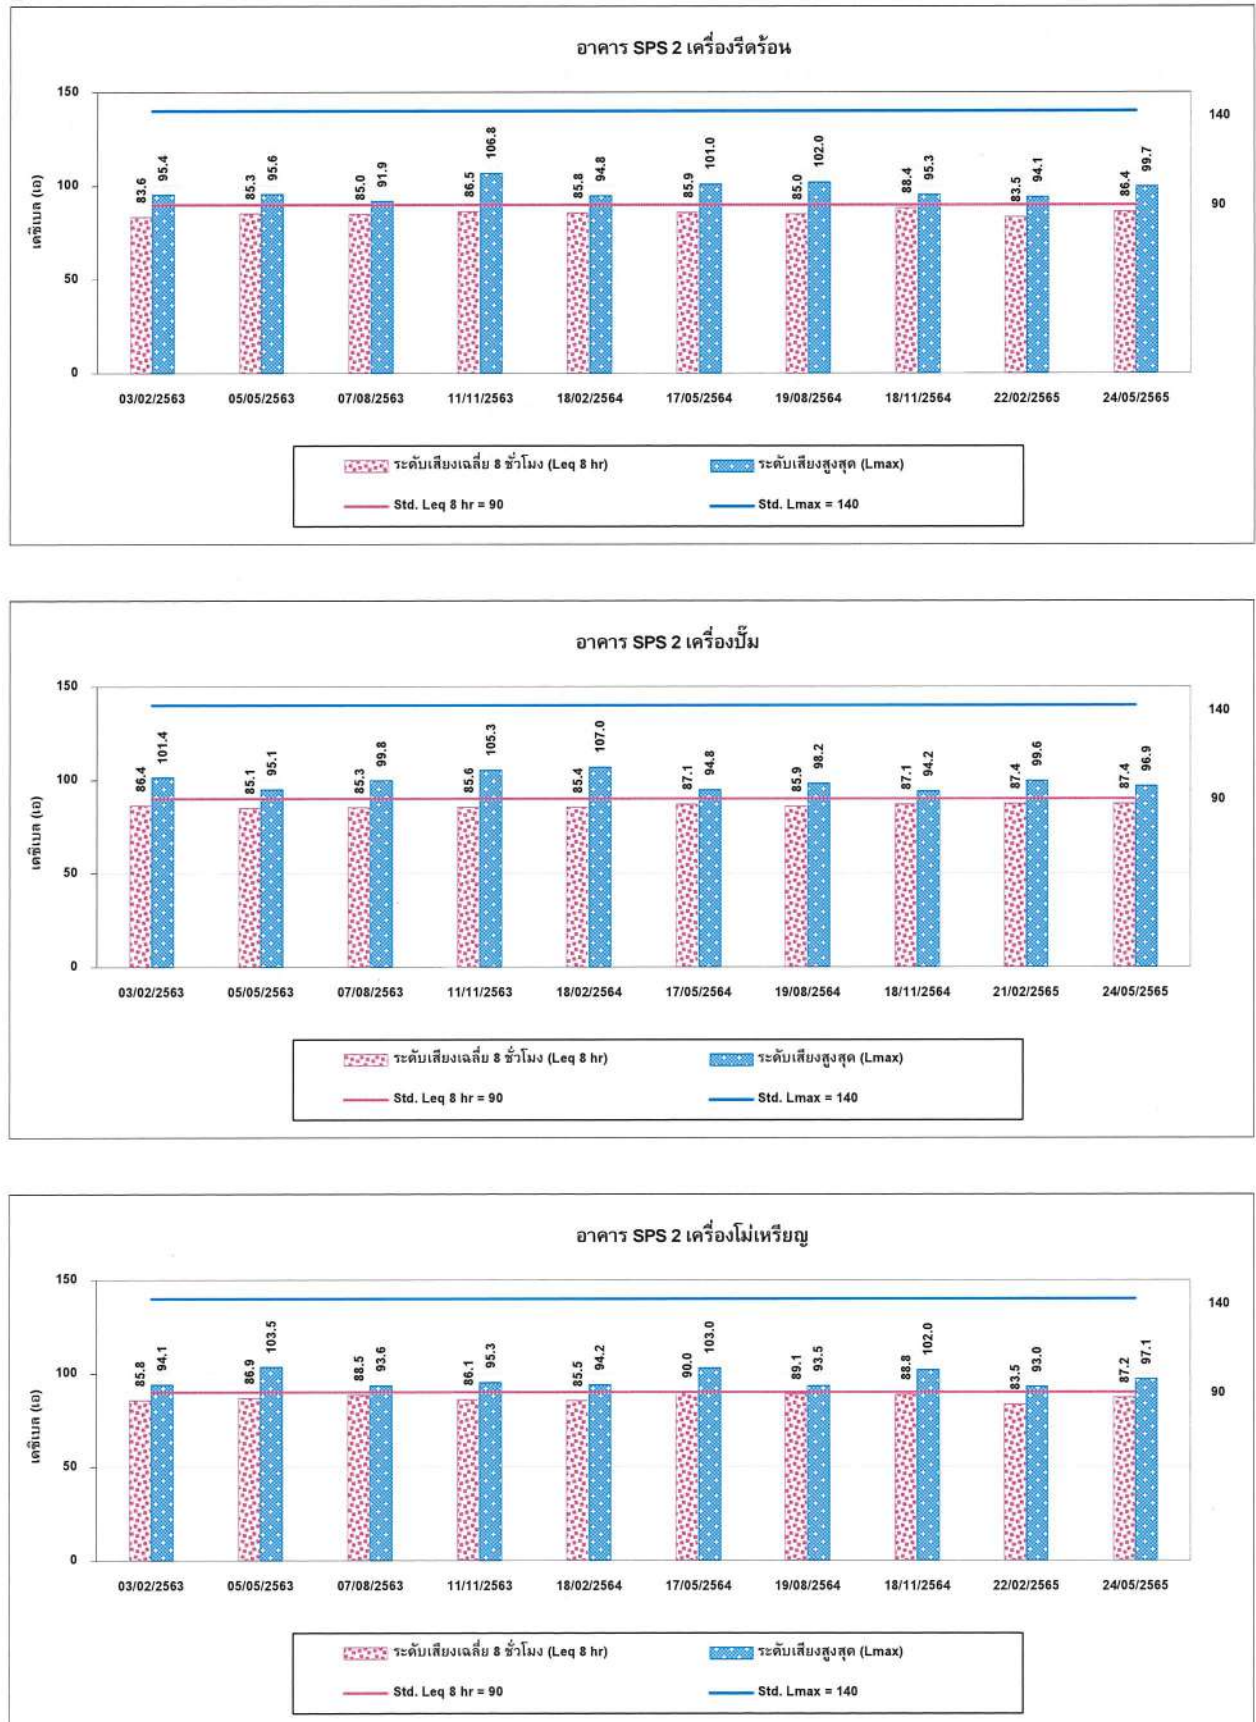 อาคาร SPS 2 เครื่องรีดร้อน
150
140
83.6 95.4 85.3 95.6 85.0 91.9 86.5 106.8 85.8 94.8 85.9 101.0 85.0 102.0 88.4 95.3 83.5 94.1 86.4 99.7
100
90
เดซิเบล (เอ)
50
0
03/02/2563 05/05/2563 07/08/2563 11/11/2563 18/02/2564 17/05/2564 19/08/2564 18/11/2564 22/02/2565 24/05/2565
ระดับเสียงเฉลี่ย 8 ชั่วโมง (Leq 8 hr) ระดับเสียงสูงสุด (Lmax)
Std. Leq 8 hr = 90 Std. Lmax = 140
อาคาร SPS 2 เครื่องปั๊ม
150
140
86.4 101.4 85.1 95.1 85.3 99.8 85.6 105.3 85.4 107.0 87.1 94.8 85.9 98.2 87.1 94.2 87.4 99.6 87.4 96.9
100
90
เดซิเบล (เอ)
50
0
03/02/2563 05/05/2563 07/08/2563 11/11/2563 18/02/2564 17/05/2564 19/08/2564 18/11/2564 21/02/2565 24/05/2565
ระดับเสียงเฉลี่ย 8 ชั่วโมง (Leq 8 hr) ระดับเสียงสูงสุด (Lmax)
Std. Leq 8 hr = 90 Std. Lmax = 140
อาคาร SPS 2 เครื่องโม่เหรียญ
150
140
85.8 94.1 86.9 103.5 88.5 93.6 86.1 95.3 85.5 94.2 90.0 103.0 89.1 93.5 88.8 102.0 83.5 93.0 87.2 97.1
100
90
เดซิเบล (เอ)
50
0
03/02/2563 05/05/2563 07/08/2563 11/11/2563 18/02/2564 17/05/2564 19/08/2564 18/11/2564 22/02/2565 24/05/2565
ระดับเสียงเฉลี่ย 8 ชั่วโมง (Leq 8 hr) ระดับเสียงสูงสุด (Lmax)
Std. Leq 8 hr = 90 Std. Lmax = 140